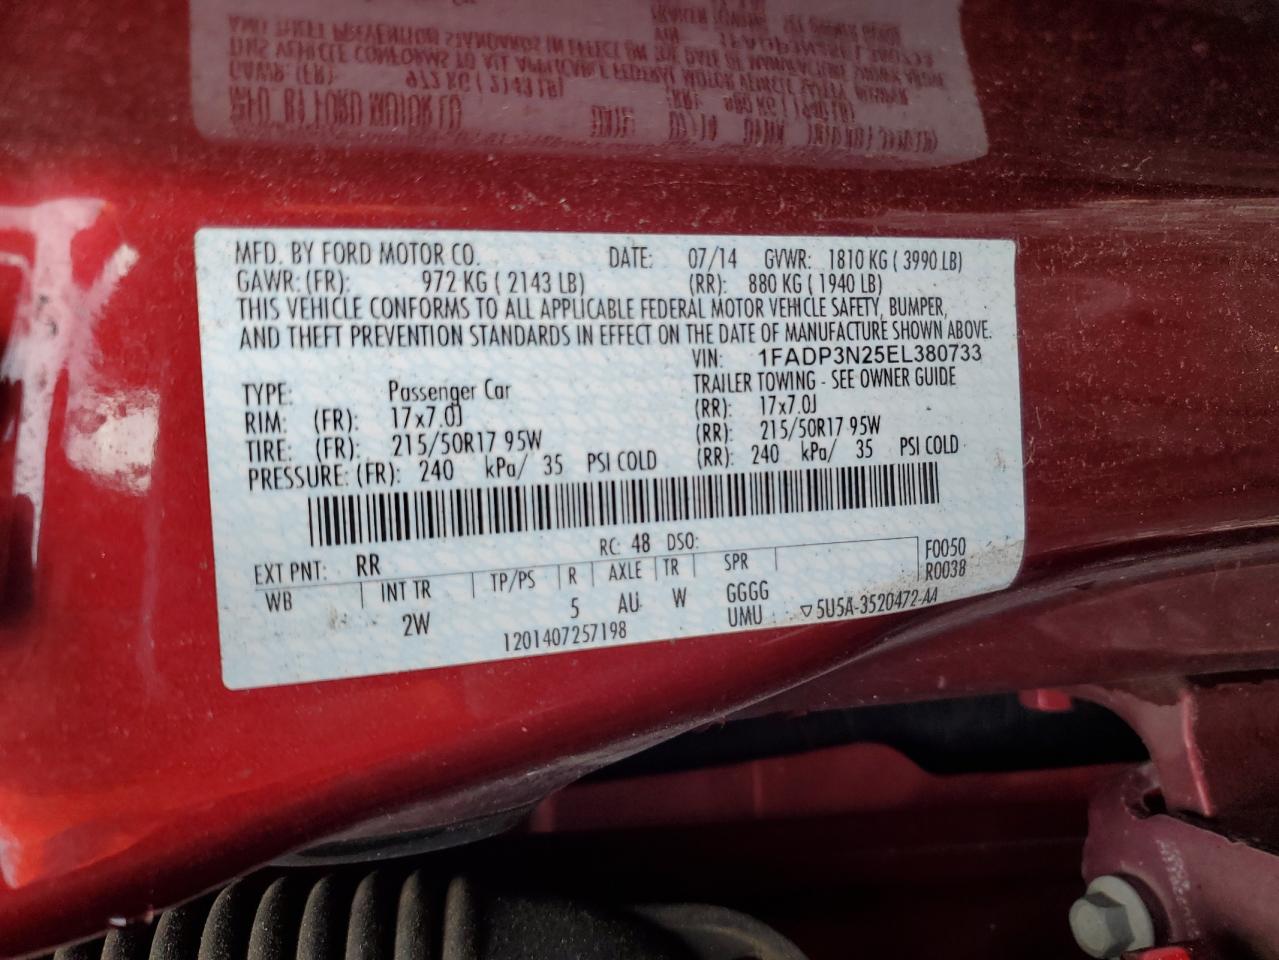 MFD. BY FORD MOTOR CO. DATE: 07/14 GVWR: 1810 KG ( 3990 LB)
GAWR: (FR): 972 KG ( 2143 LB) (RR): 880 KG ( 1940 LB)
THIS VEHICLE CONFORMS TO ALL APPLICABLE FEDERAL MOTOR VEHICLE SAFETY, BUMPER,
AND THEFT PREVENTION STANDARDS IN EFFECT ON THE DATE OF MANUFACTURE SHOWN ABOVE.
VIN: 1FADP3N25EL380733
TYPE: Passenger Car TRAILER TOWING - SEE OWNER GUIDE
RIM: (FR): 17x7.0J (RR): 17x7.0J
TIRE: (FR): 215/50R17 95W (RR): 215/50R17 95W
PRESSURE: (FR): 240 kPa/ 35 PSI COLD (RR): 240 kPa/ 35 PSI COLD
EXT PNT: RR RC: 48 DSO: F0050
WB INT TR TP/PS R AXLE TR SPR R0038
2W 5 AU W GGGG
1201407257198 UMU ▽5U5A-3520472-AA